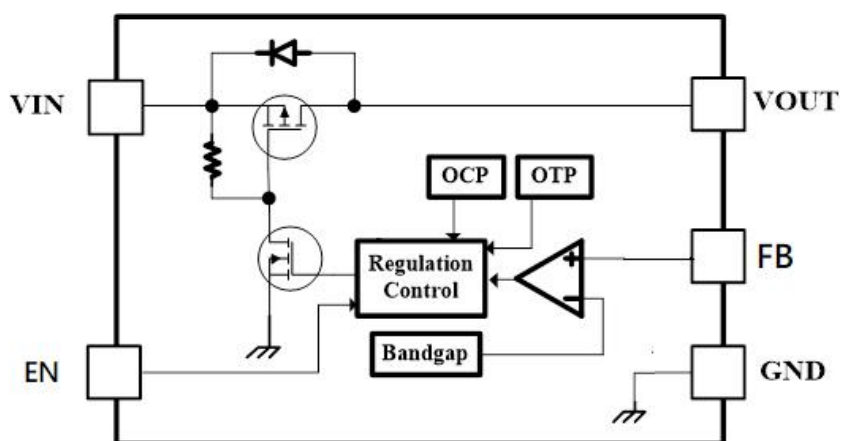 VIN
VOUT
OCP
OTP
Regulation
Control
+
FB
−
Bandgap
EN
GND